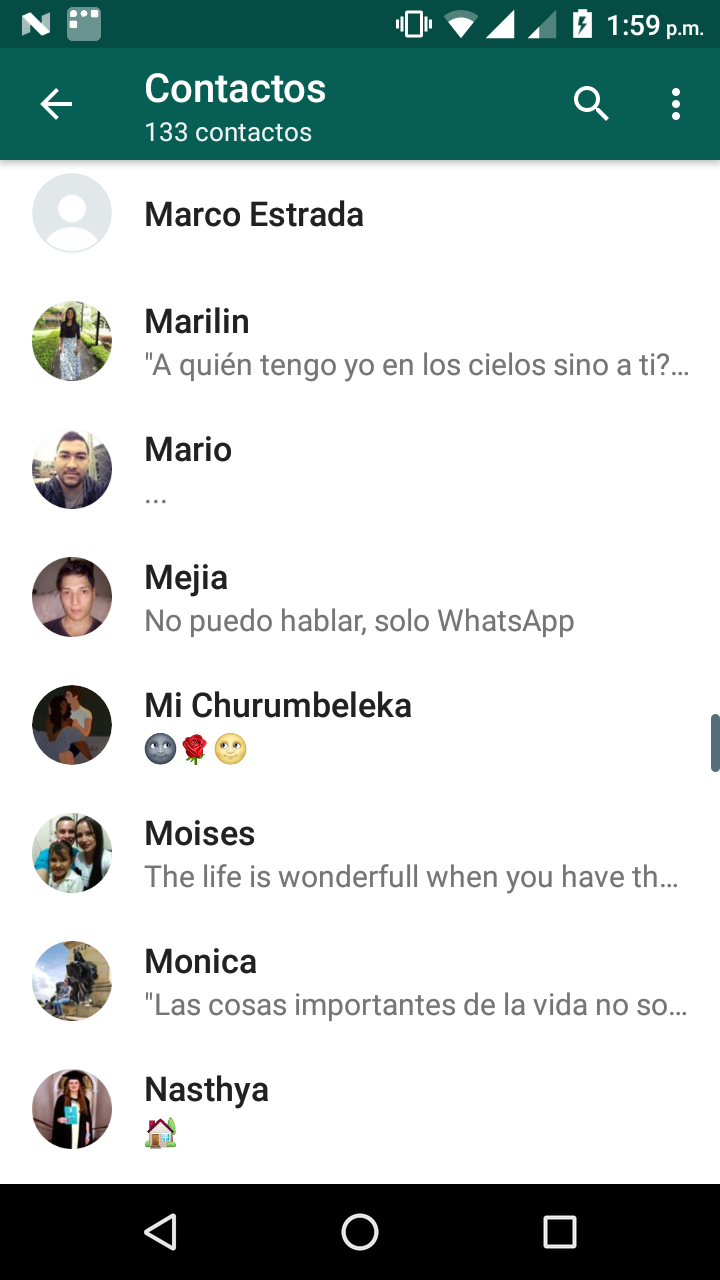 1:59 p.m.
Contactos
133 contactos
Marco Estrada
Marilin
"A quién tengo yo en los cielos sino a ti?...
Mario
...
Mejia
No puedo hablar, solo WhatsApp
Mi Churumbeleka
🌚🌹🌝
Moises
The life is wonderfull when you have th...
Monica
"Las cosas importantes de la vida no so...
Nasthya
🏡